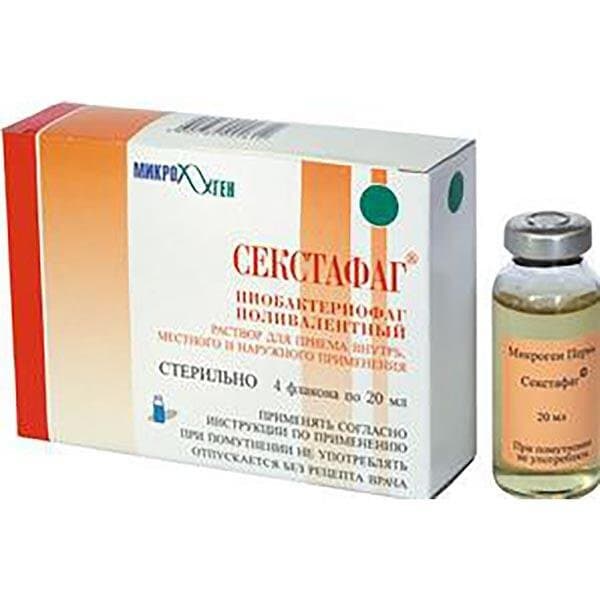 МИКРОГЕН
СЕКСТАФАГ®
ПИОБАКТЕРИОФАГ
ПОЛИВАЛЕНТНЫЙ
РАСТВОР ДЛЯ ПРИЕМА ВНУТРЬ,
МЕСТНОГО И НАРУЖНОГО ПРИМЕНЕНИЯ
СТЕРИЛЬНО 4 флакона по 20 мл
ПРИМЕНЯТЬ СОГЛАСНО
ИНСТРУКЦИИ ПО ПРИМЕНЕНИЮ
ПРИ ПОМУТНЕНИИ НЕ УПОТРЕБЛЯТЬ
ОТПУСКАЕТСЯ БЕЗ РЕЦЕПТА ВРАЧА
Микроген
Секстафаг®
20 мл
При помутнении
не употреблять